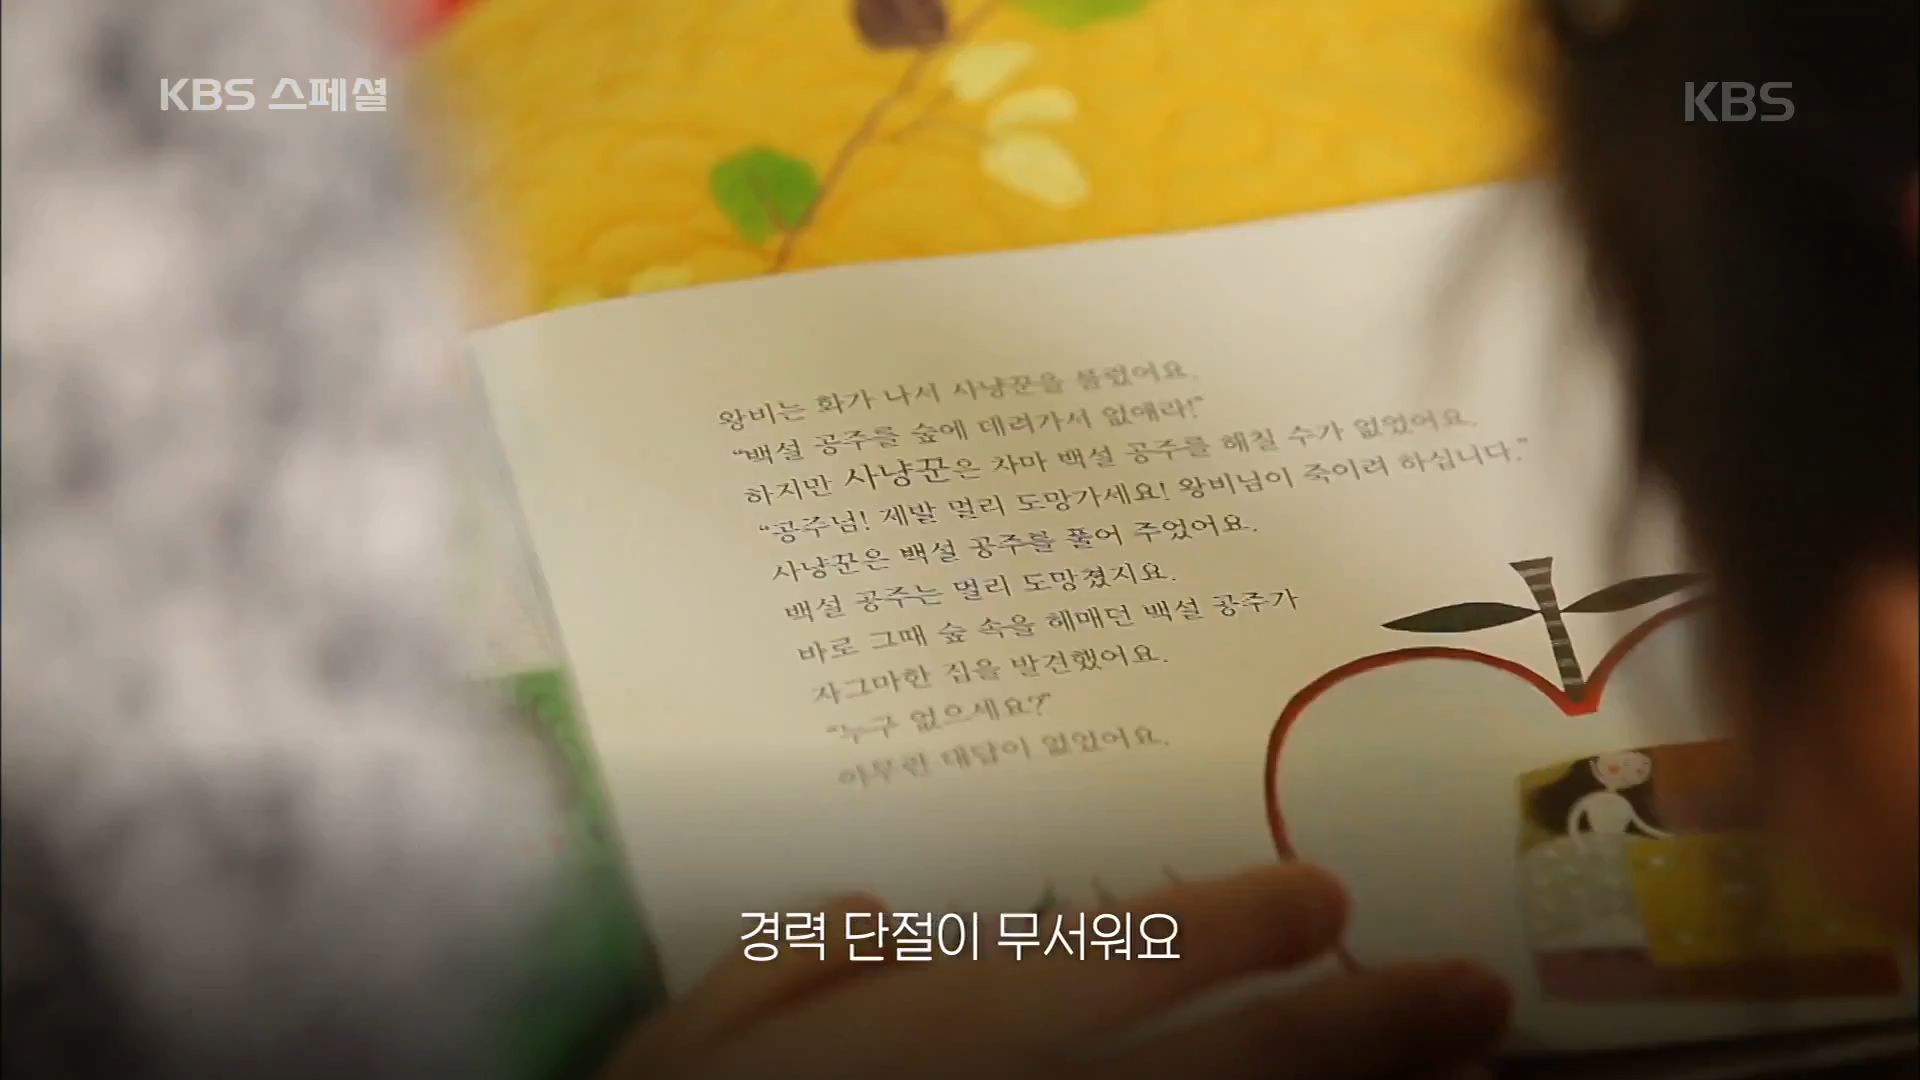 KBS 스페셜
KBS
왕비는 화가 나서 사냥꾼을 불렀어요.
“백설 공주를 숲에 데려가서 없애라!”
하지만 사냥꾼은 차마 백설 공주를 해칠 수가 없었어요.
“공주님! 제발 멀리 도망가세요! 왕비님이 죽이려 하십니다.”
사냥꾼은 백설 공주를 풀어 주었어요.
백설 공주는 멀리 도망쳤지요.
바로 그때 숲 속을 헤매던 백설 공주가
자그마한 집을 발견했어요.
“누구 없으세요?”
아무런 대답이 없었어요.
경력 단절이 무서워요